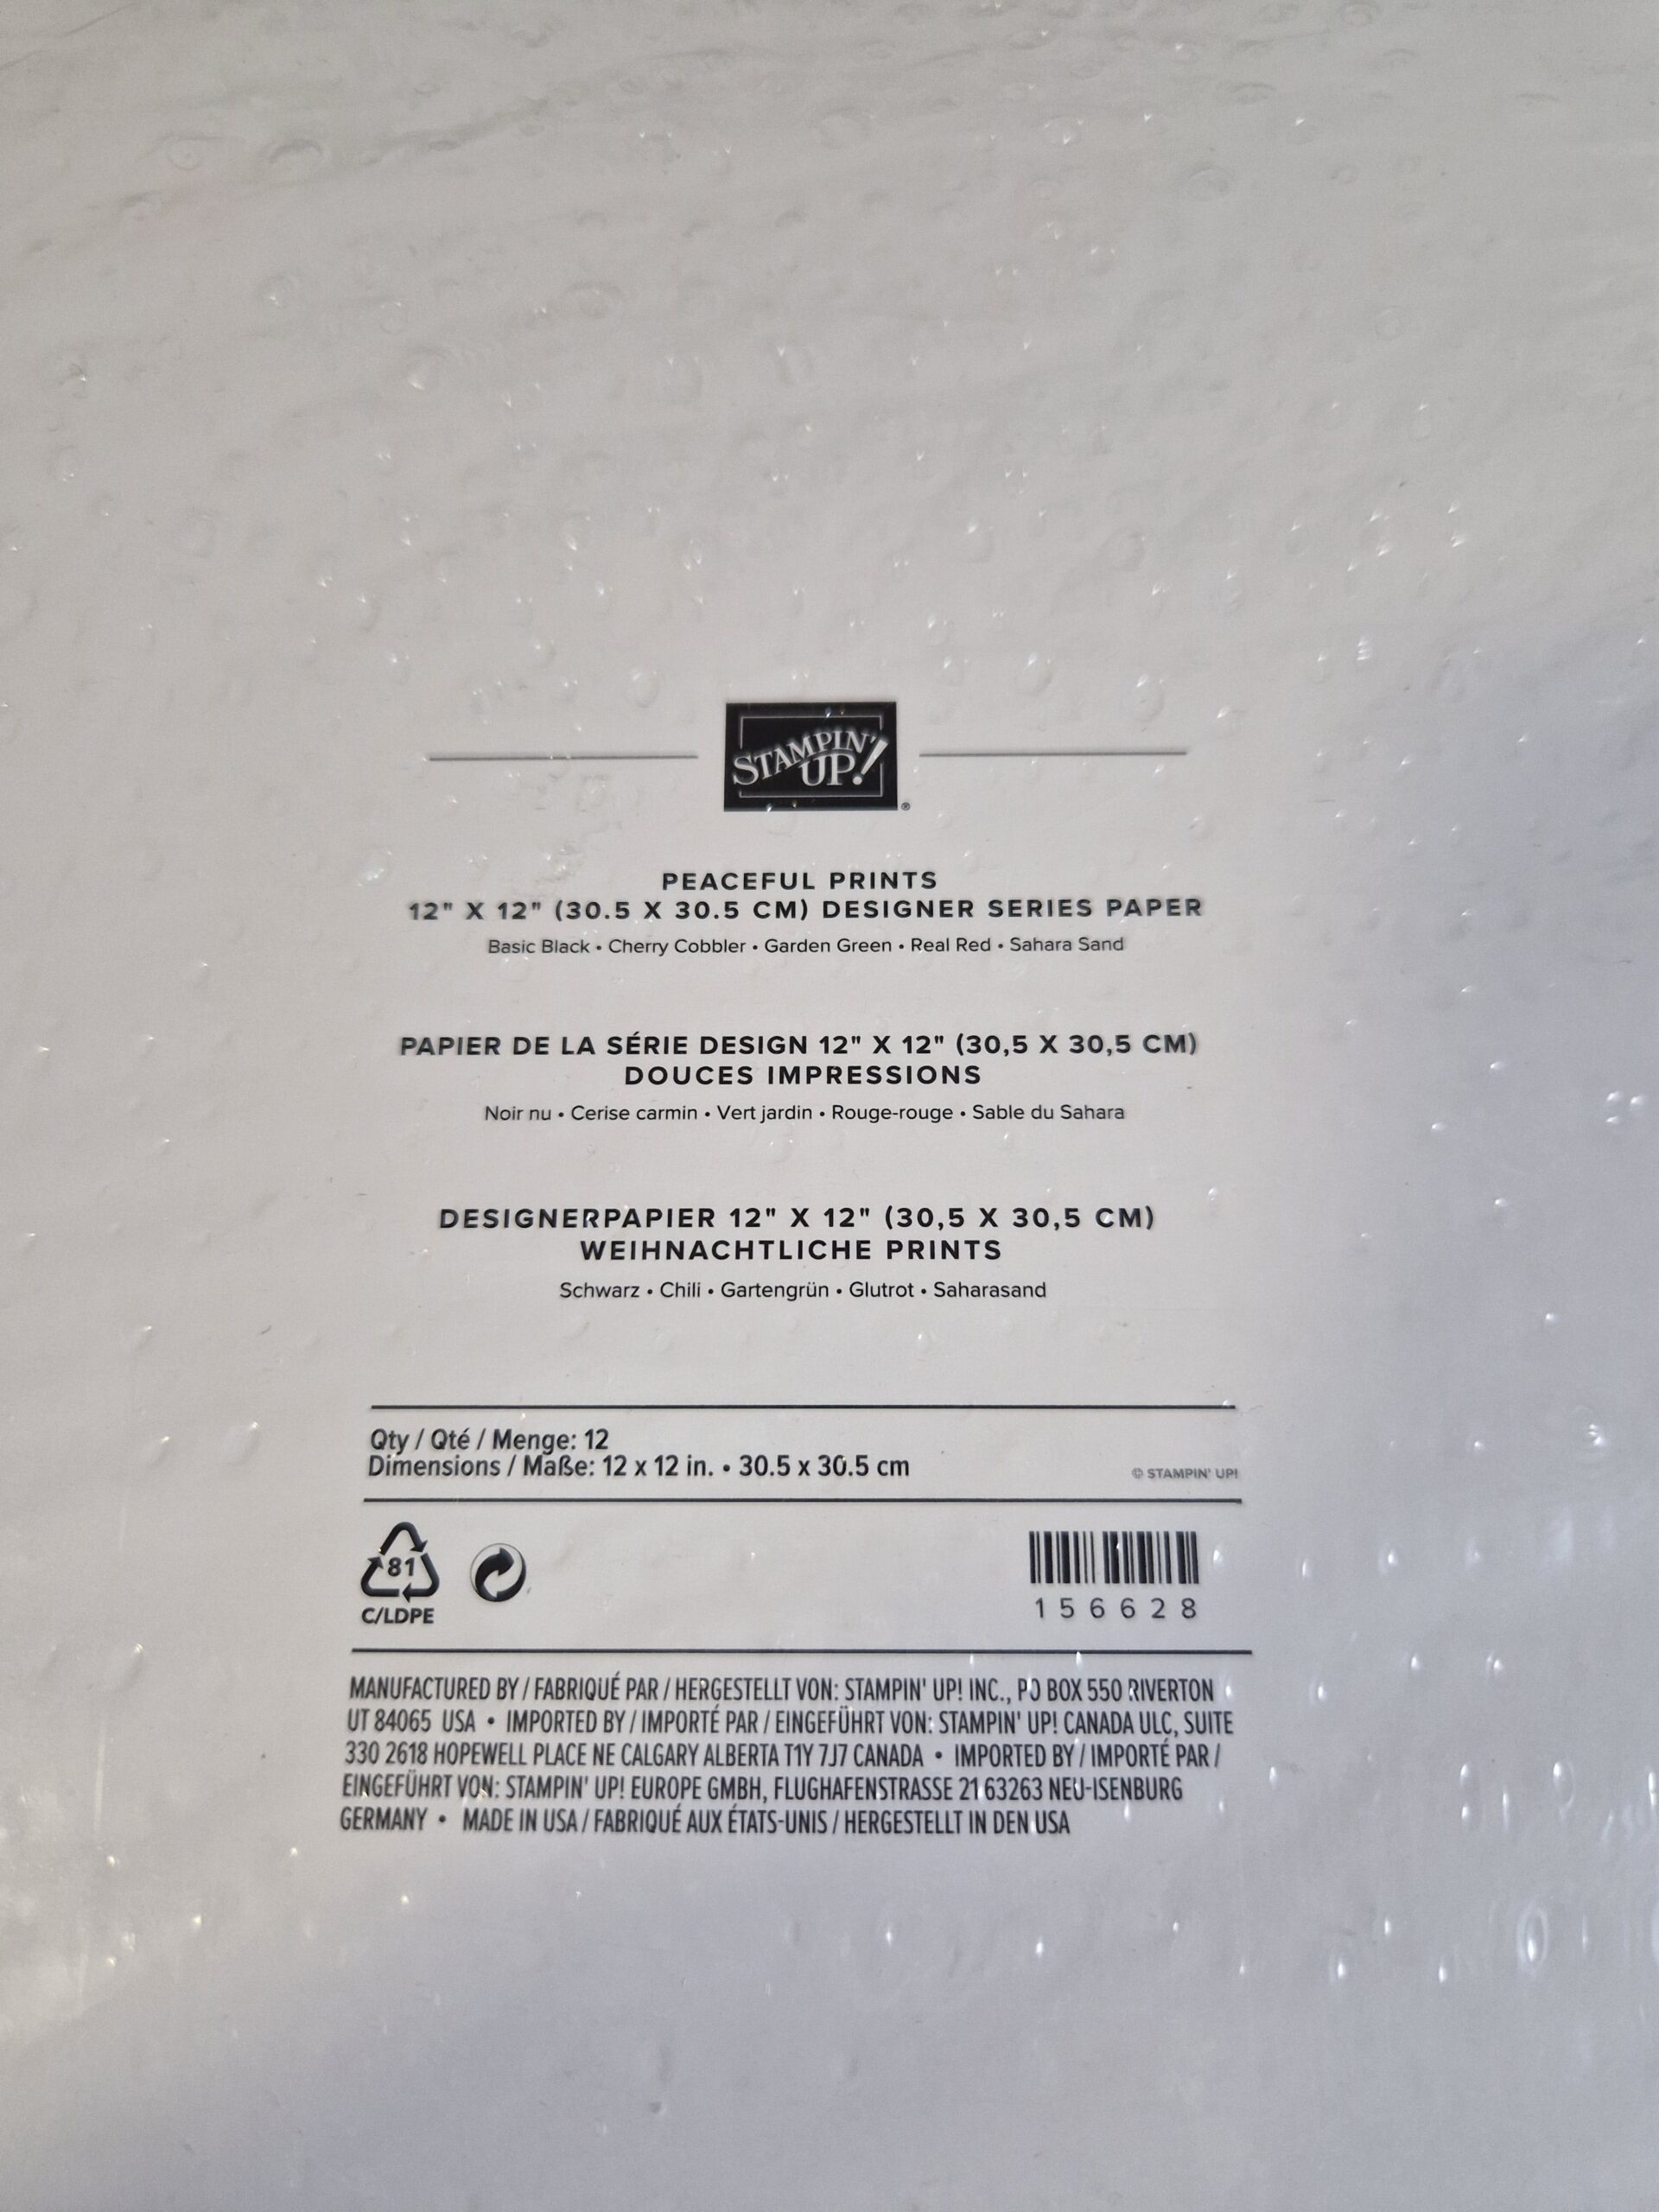 STAMPIN' UP!®
PEACEFUL PRINTS
12" X 12" (30.5 X 30.5 CM) DESIGNER SERIES PAPER
Basic Black • Cherry Cobbler • Garden Green • Real Red • Sahara Sand
PAPIER DE LA SÉRIE DESIGN 12" X 12" (30,5 X 30,5 CM)
DOUCES IMPRESSIONS
Noir nu • Cerise carmin • Vert jardin • Rouge-rouge • Sable du Sahara
DESIGNERPAPIER 12" X 12" (30,5 X 30,5 CM)
WEIHNACHTLICHE PRINTS
Schwarz • Chili • Gartengrün • Glutrot • Saharasand
Qty / Qté / Menge: 12
Dimensions / Maße: 12 x 12 in. • 30.5 x 30.5 cm
© STAMPIN' UP!
81
C/LDPE
156628
MANUFACTURED BY / FABRIQUÉ PAR / HERGESTELLT VON: STAMPIN' UP! INC., PO BOX 550 RIVERTON
UT 84065 USA • IMPORTED BY / IMPORTÉ PAR / EINGEFÜHRT VON: STAMPIN' UP! CANADA ULC, SUITE
330 2618 HOPEWELL PLACE NE CALGARY ALBERTA T1Y 7J7 CANADA • IMPORTED BY / IMPORTÉ PAR /
EINGEFÜHRT VON: STAMPIN' UP! EUROPE GMBH, FLUGHAFENSTRASSE 21 63263 NEU-ISENBURG
GERMANY • MADE IN USA / FABRIQUÉ AUX ÉTATS-UNIS / HERGESTELLT IN DEN USA